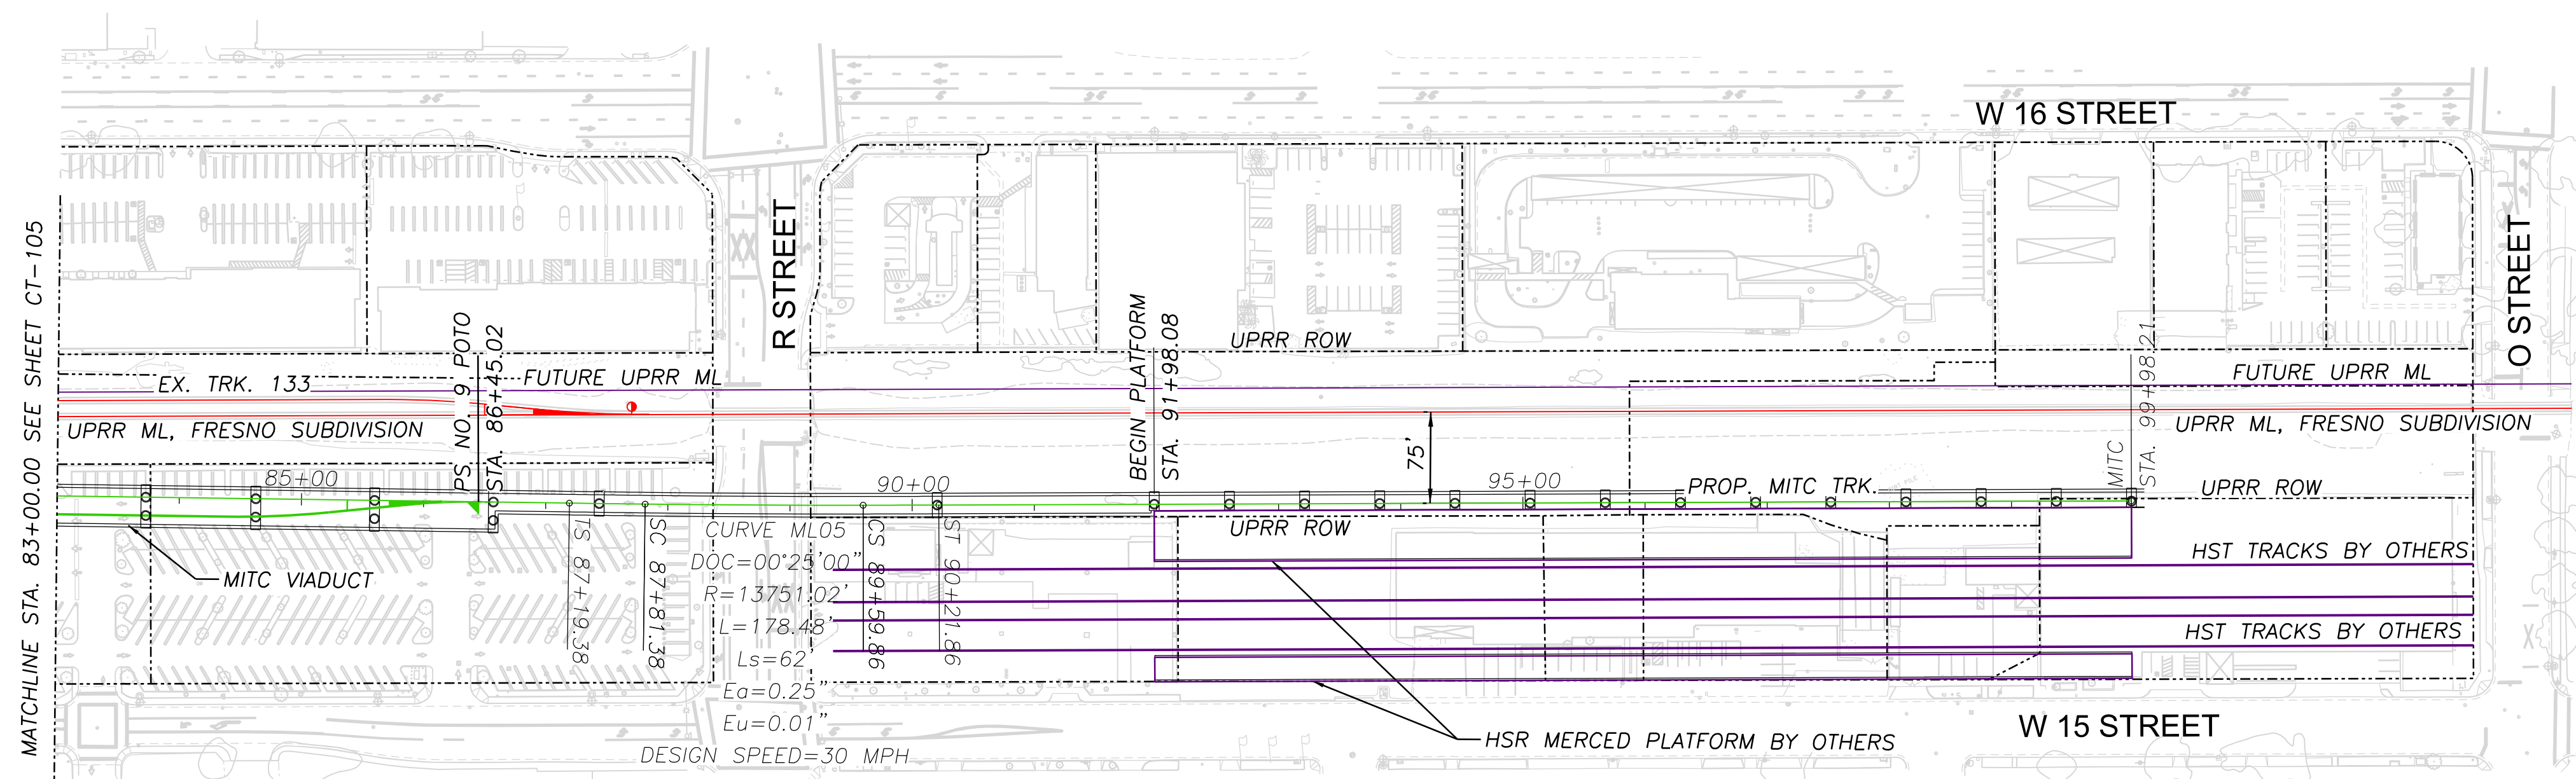 W 16 STREET
MATCHLINE STA. 83+00.00 SEE SHEET CT-105
R STREET
O STREET
PS NO. 9 POTO
STA. 86+45.02
BEGIN PLATFORM
STA. 91+98.08
UPRR ROW
MITC
STA. 99+98.21
EX. TRK. 133
FUTURE UPRR ML
FUTURE UPRR ML
UPRR ML, FRESNO SUBDIVISION
UPRR ML, FRESNO SUBDIVISION
75'
85+00
90+00
95+00
PROP. MITC TRK.
UPRR ROW
UPRR ROW
MITC VIADUCT
TS 87+19.38
SC 87+81.38
CURVE ML05
DOC=00°25'00"
R=13751.02'
L=178.48'
Ls=62'
Ea=0.25"
Eu=0.01"
DESIGN SPEED=30 MPH
CS 89+59.86
ST 90+21.86
HST TRACKS BY OTHERS
HST TRACKS BY OTHERS
HSR MERCED PLATFORM BY OTHERS
W 15 STREET